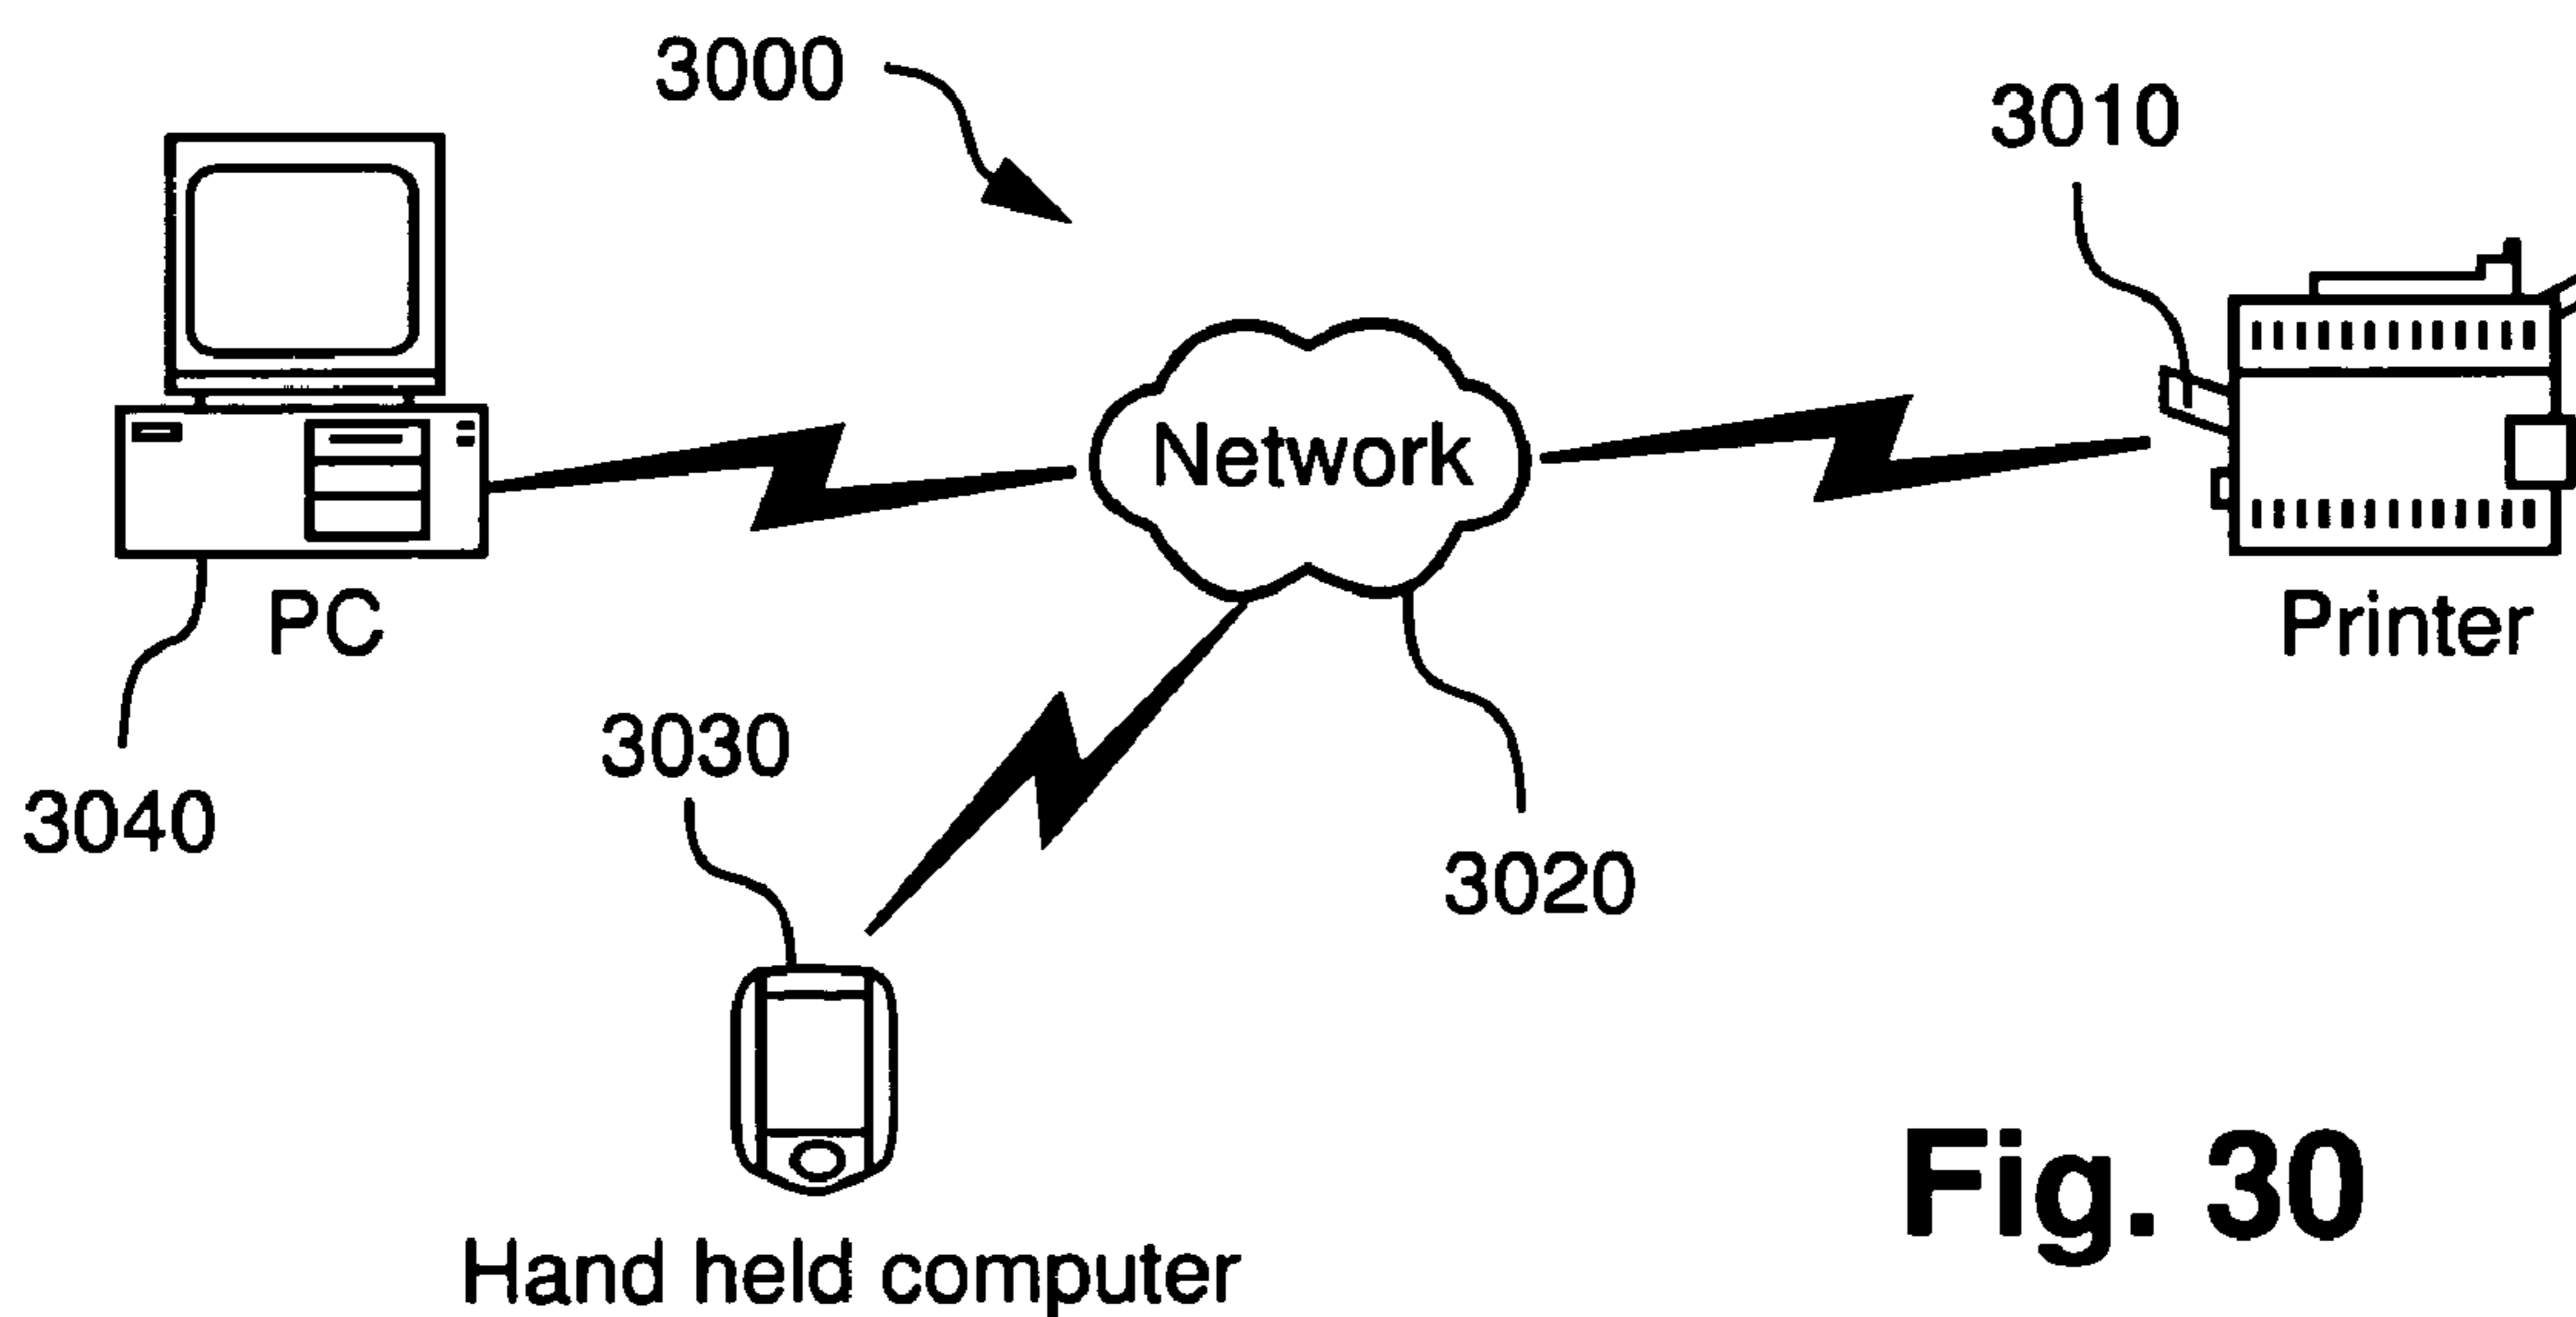 3000
3010
Network
PC
Printer
3030
3040
3020
Fig. 30
Hand held computer